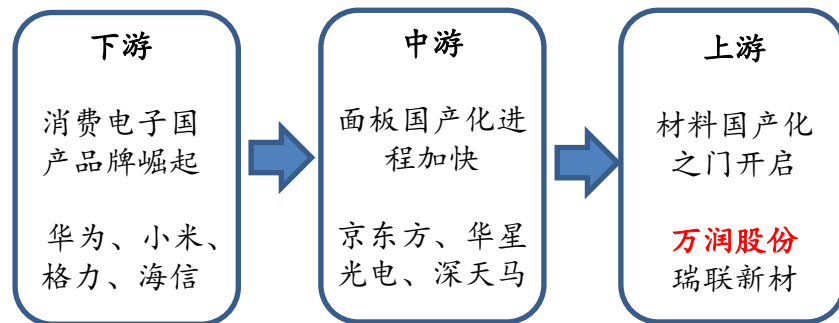 下游
消费电子国
产品牌崛起
华为、小米、
格力、海信
中游
面板国产化进
程加快
京东方、华星
光电、深天马
上游
材料国产化
之门开启
万润股份
瑞联新材